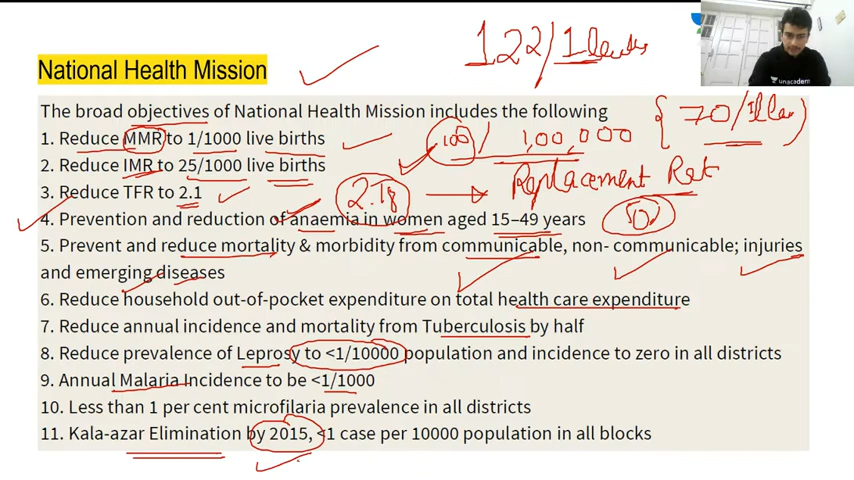 122/1
unacademy
National Health Mission
The broad objectives of National Health Mission includes the following
1. Reduce MMR to 1/1000 live births
100/ 1,00,000
{70/
2. Reduce IMR to 25/1000 live births
3. Reduce TFR to 2.1
2.18 → Replacement
4. Prevention and reduction of anaemia in women aged 15–49 years
50
5. Prevent and reduce mortality & morbidity from communicable, non- communicable; injuries
and emerging diseases
6. Reduce household out-of-pocket expenditure on total health care expenditure
7. Reduce annual incidence and mortality from Tuberculosis by half
8. Reduce prevalence of Leprosy to <1/10000 population and incidence to zero in all districts
9. Annual Malaria Incidence to be <1/1000
10. Less than 1 per cent microfilaria prevalence in all districts
11. Kala-azar Elimination by 2015, <1 case per 10000 population in all blocks